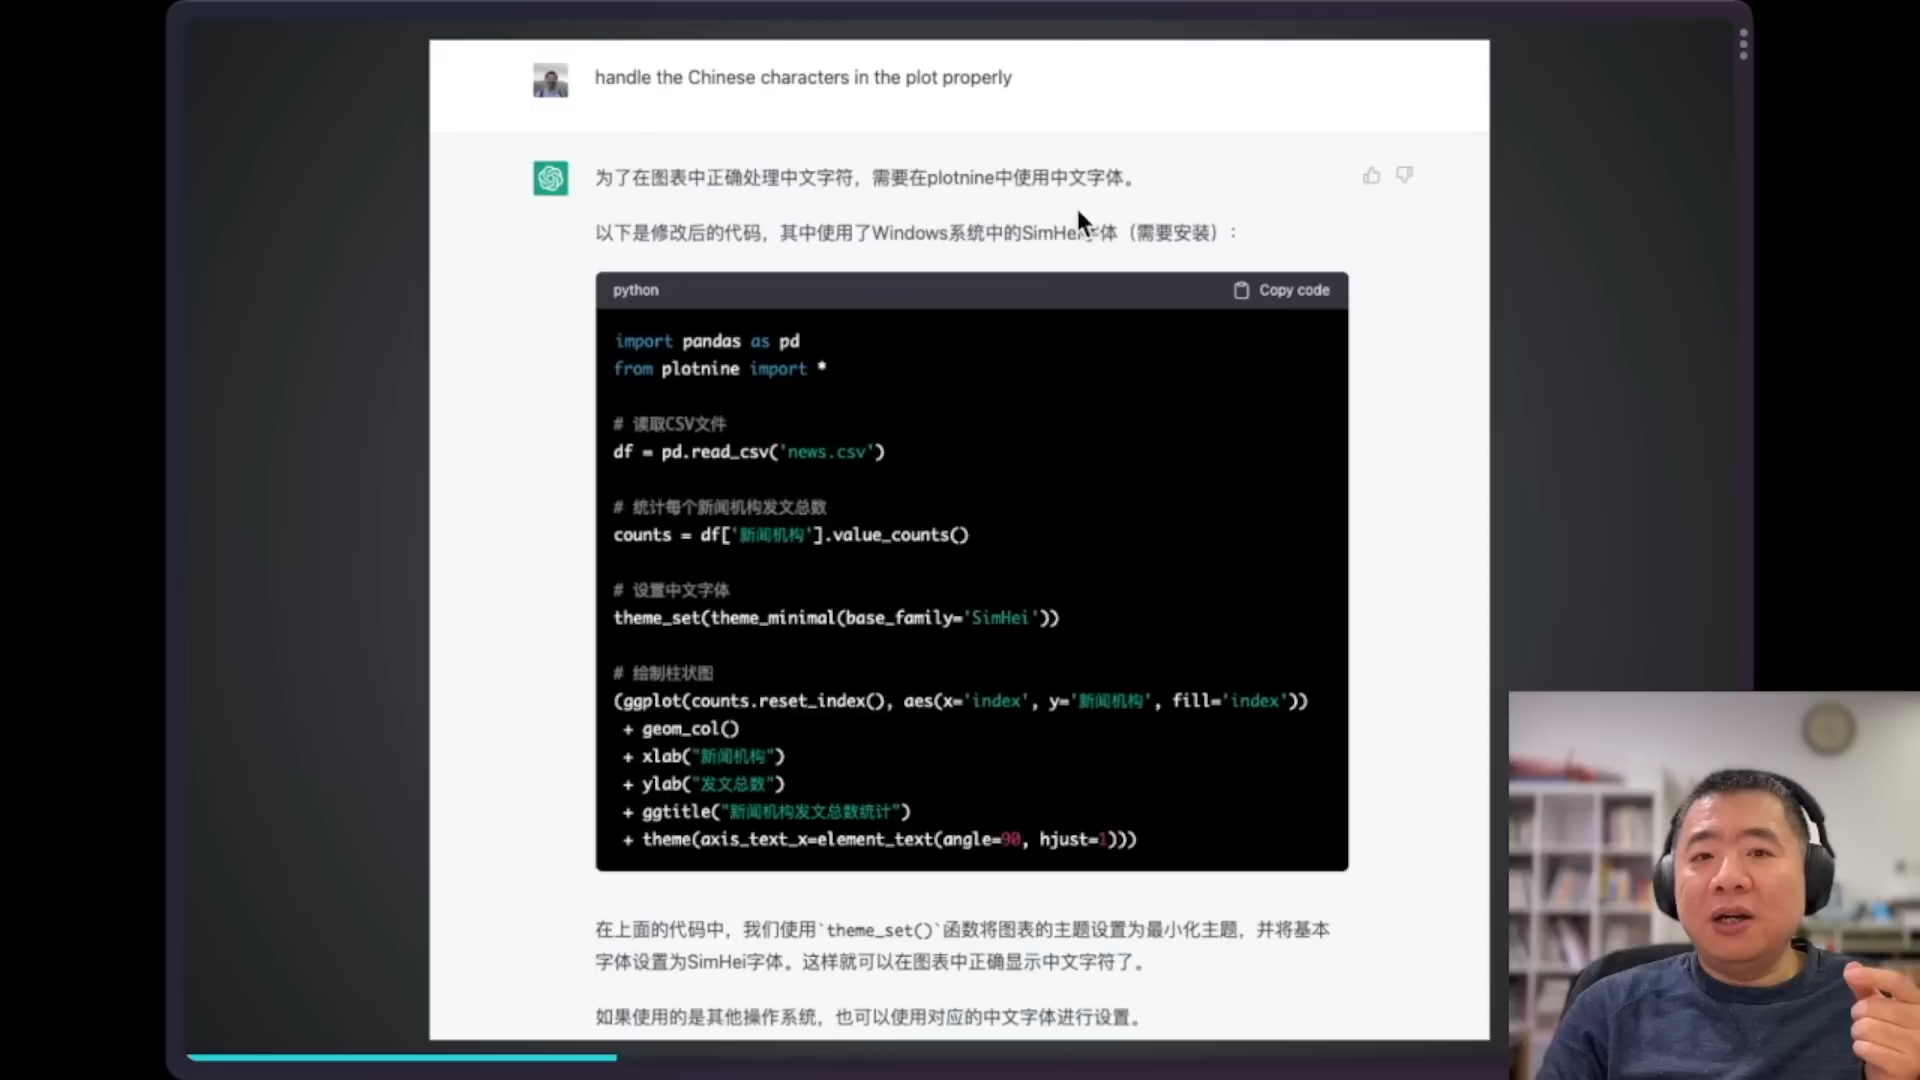 handle the Chinese characters in the plot properly
为了在图表中正确处理中文字符，需要在plotnine中使用中文字体。
以下是修改后的代码，其中使用了Windows系统中的SimHei字体（需要安装）：
python
Copy code
import pandas as pd
from plotnine import *
# 读取CSV文件
df = pd.read_csv('news.csv')
# 统计每个新闻机构发文总数
counts = df['新闻机构'].value_counts()
# 设置中文字体
theme_set(theme_minimal(base_family='SimHei'))
# 绘制柱状图
(ggplot(counts.reset_index(), aes(x='index', y='新闻机构', fill='index'))
+ geom_col()
+ xlab("新闻机构")
+ ylab("发文总数")
+ ggtitle("新闻机构发文总数统计")
+ theme(axis_text_x=element_text(angle=90, hjust=1)))
在上面的代码中，我们使用`theme_set()`函数将图表的主题设置为最小化主题，并将基本
字体设置为SimHei字体。这样就可以在图表中正确显示中文字符了。
如果使用的是其他操作系统，也可以使用对应的中文字体进行设置。